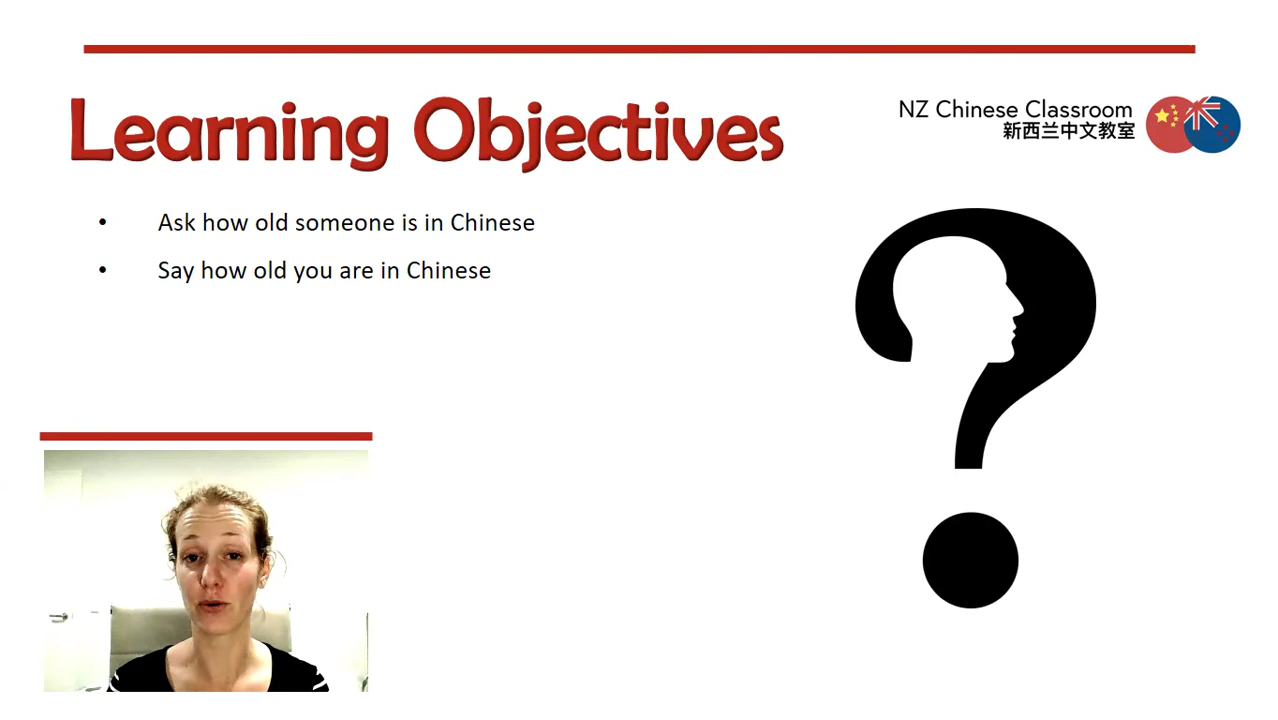 Learning Objectives
NZ Chinese Classroom
新西兰中文教室
• Ask how old someone is in Chinese
• Say how old you are in Chinese